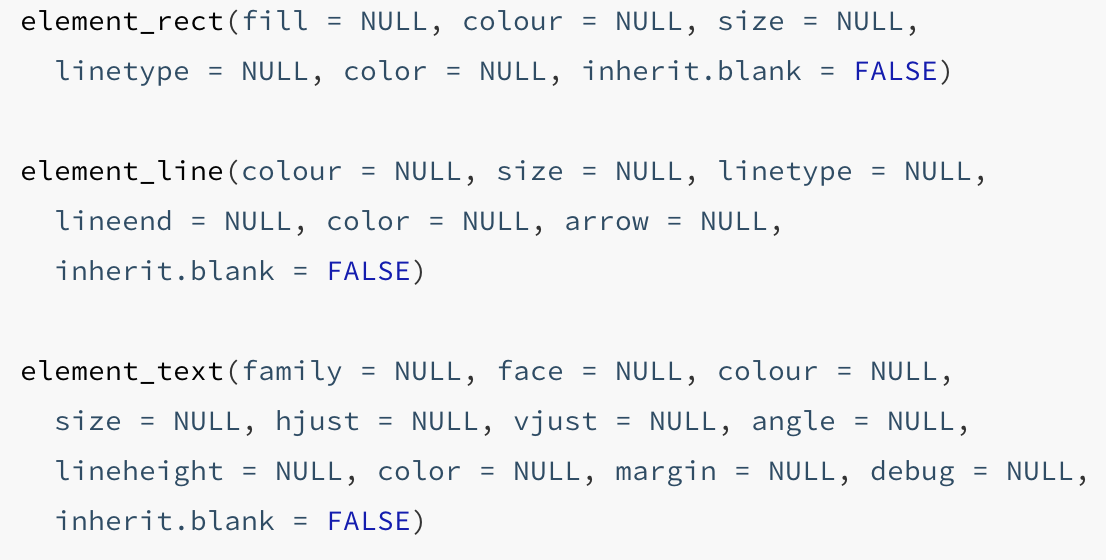 element_rect(fill = NULL, colour = NULL, size = NULL,
  linetype = NULL, color = NULL, inherit.blank = FALSE)

element_line(colour = NULL, size = NULL, linetype = NULL,
  lineend = NULL, color = NULL, arrow = NULL,
  inherit.blank = FALSE)

element_text(family = NULL, face = NULL, colour = NULL,
  size = NULL, hjust = NULL, vjust = NULL, angle = NULL,
  lineheight = NULL, color = NULL, margin = NULL, debug = NULL,
  inherit.blank = FALSE)